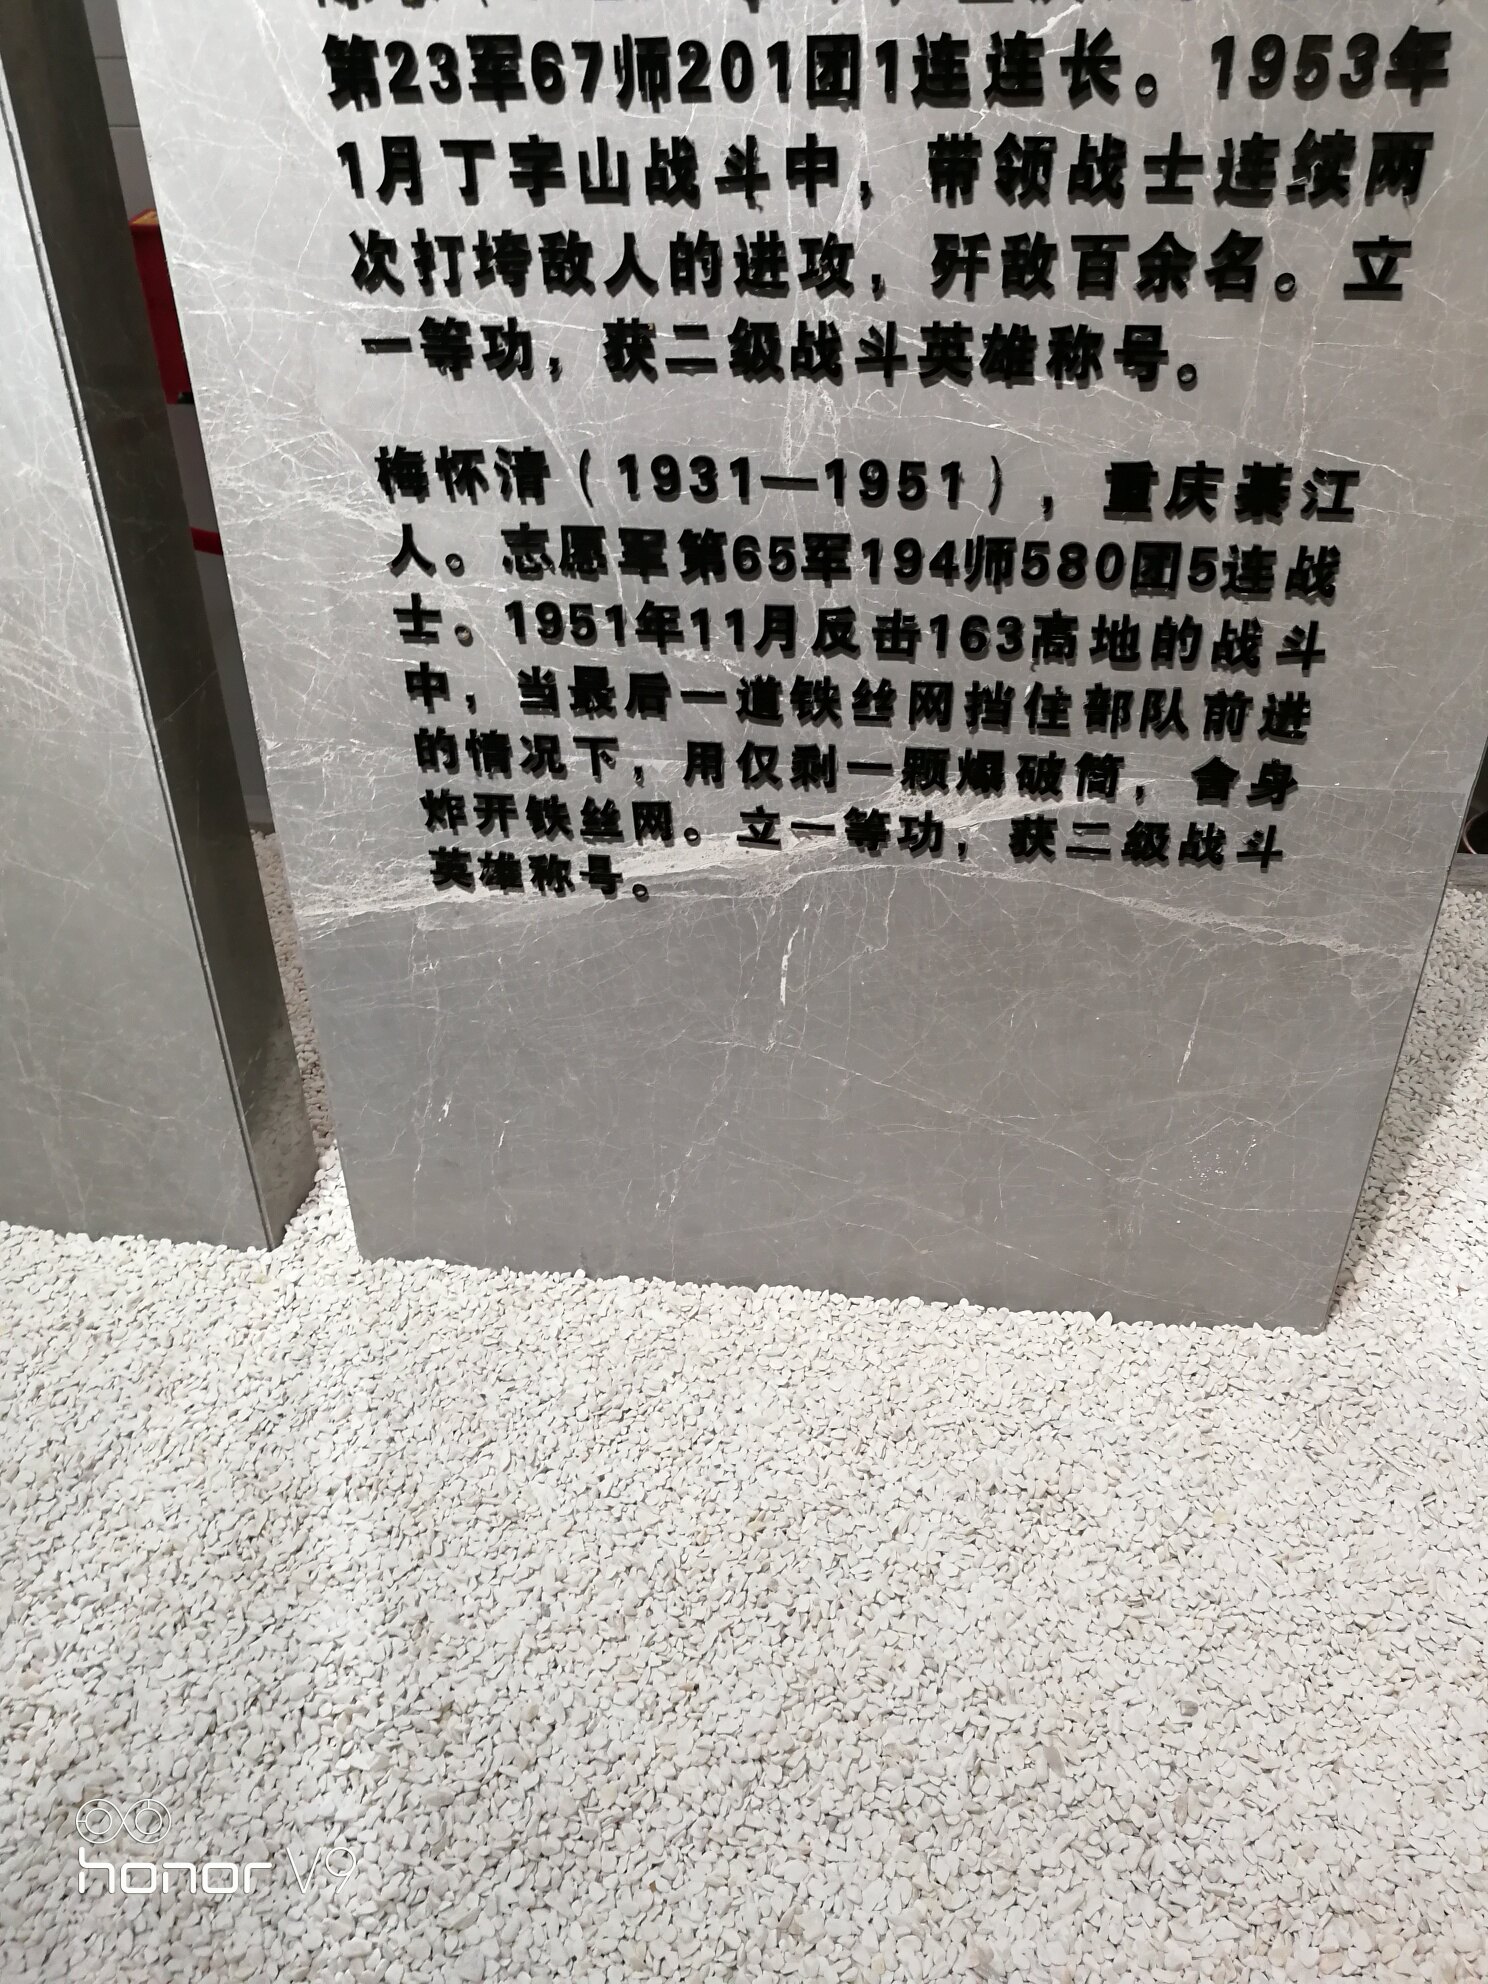 第23军67师201团1连连长。1953年
1月丁字山战斗中，带领战士连续两
次打垮敌人的进攻，歼敌百余名。立
一等功，获二级战斗英雄称号。
梅怀清（1931—1951），重庆綦江
人。志愿军第65军194师580团5连战
士。1951年11月反击163高地的战斗
中，当最后一道铁丝网挡住部队前进
的情况下，用仅剩一颗爆破筒，舍身
炸开铁丝网。立一等功，获二级战斗
英雄称号。
honor V9